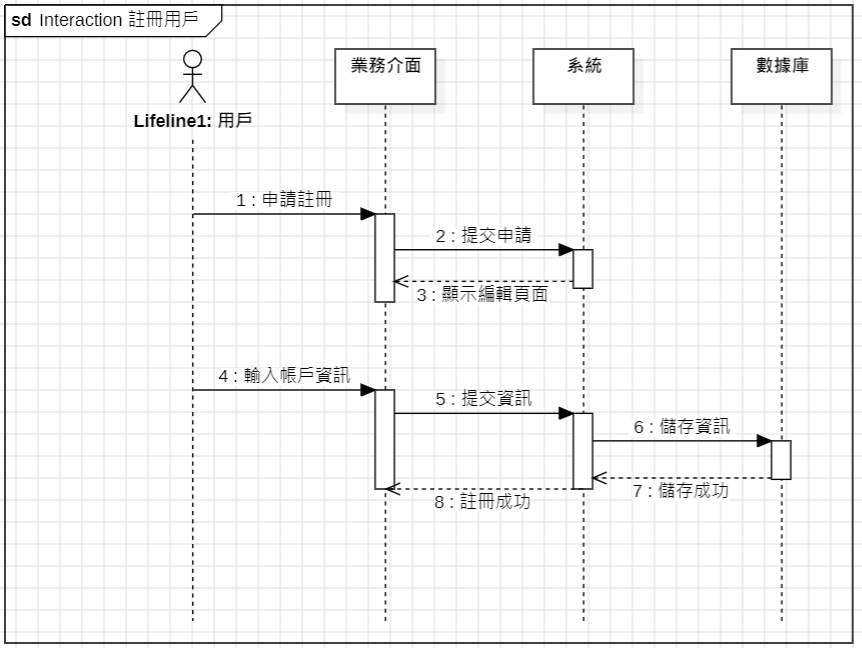 sd Interaction 註冊用戶
業務介面
系統
數據庫
Lifeline1: 用戶
1 : 申請註冊
2 : 提交申請
3 : 顯示編輯頁面
4 : 輸入帳戶資訊
5 : 提交資訊
6 : 儲存資訊
7 : 儲存成功
8 : 註冊成功